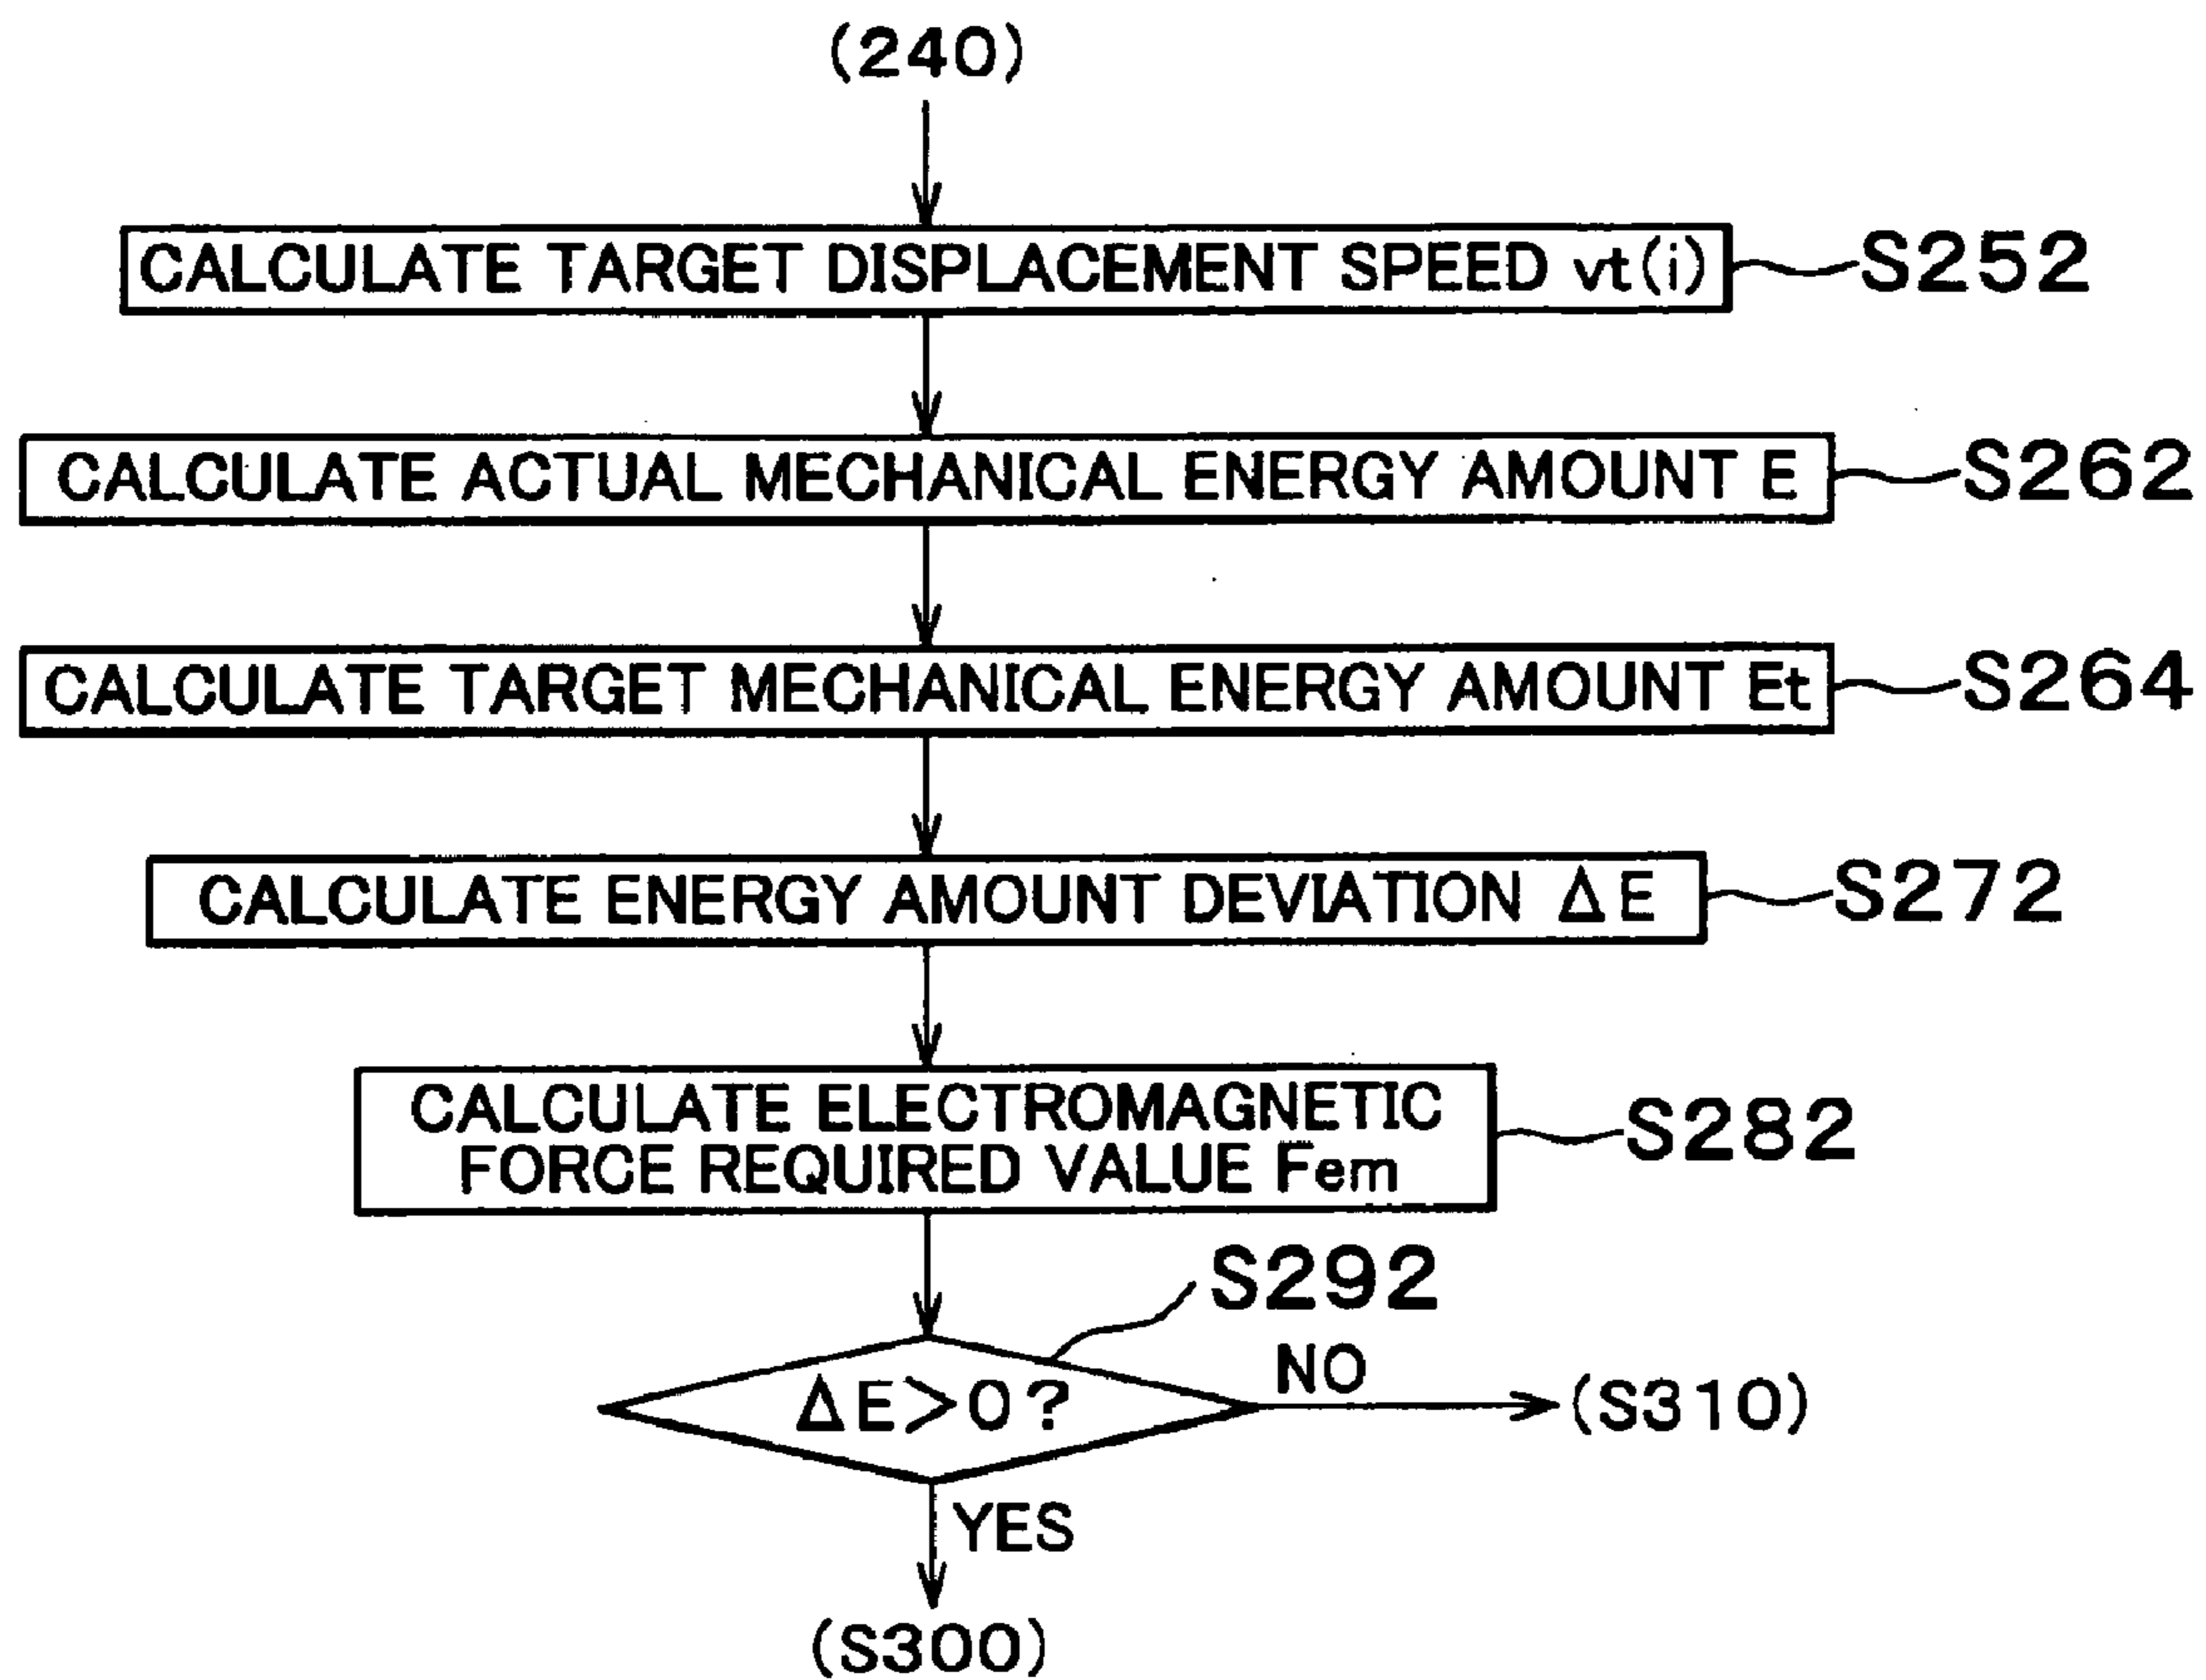 (240)
CALCULATE TARGET DISPLACEMENT SPEED vt(i)
S252
CALCULATE ACTUAL MECHANICAL ENERGY AMOUNT E
S262
CALCULATE TARGET MECHANICAL ENERGY AMOUNT Et
S264
CALCULATE ENERGY AMOUNT DEVIATION ΔE
S272
CALCULATE ELECTROMAGNETIC
FORCE REQUIRED VALUE Fem
S282
S292
ΔE>0?
NO
(S310)
YES
(S300)